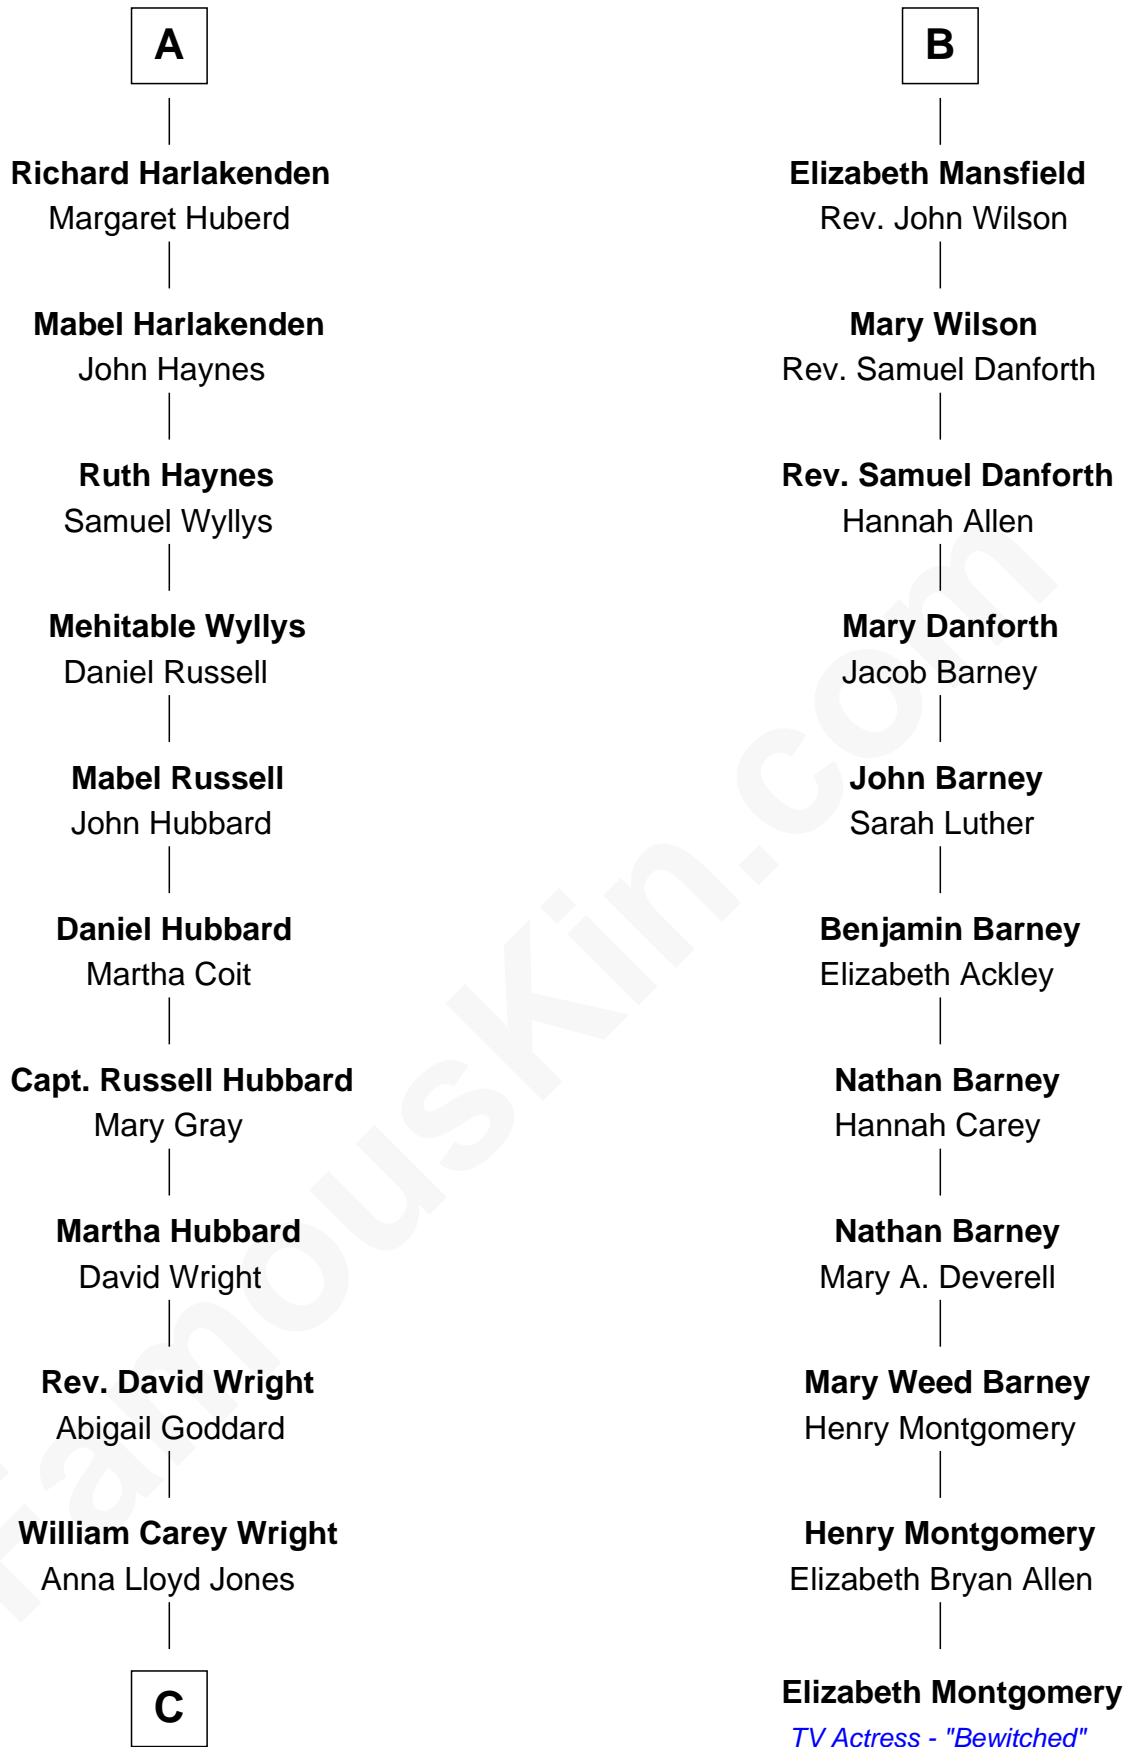 A
Richard Harlakenden
Margaret Huberd
Mabel Harlakenden
John Haynes
Ruth Haynes
Samuel Wyllys
Mehitable Wyllys
Daniel Russell
Mabel Russell
John Hubbard
Daniel Hubbard
Martha Coit
Capt. Russell Hubbard
Mary Gray
Martha Hubbard
David Wright
Rev. David Wright
Abigail Goddard
William Carey Wright
Anna Lloyd Jones
C
B
Elizabeth Mansfield
Rev. John Wilson
Mary Wilson
Rev. Samuel Danforth
Rev. Samuel Danforth
Hannah Allen
Mary Danforth
Jacob Barney
John Barney
Sarah Luther
Benjamin Barney
Elizabeth Ackley
Nathan Barney
Hannah Carey
Nathan Barney
Mary A. Deverell
Mary Weed Barney
Henry Montgomery
Henry Montgomery
Elizabeth Bryan Allen
Elizabeth Montgomery
TV Actress - "Bewitched"
FamousKin.com